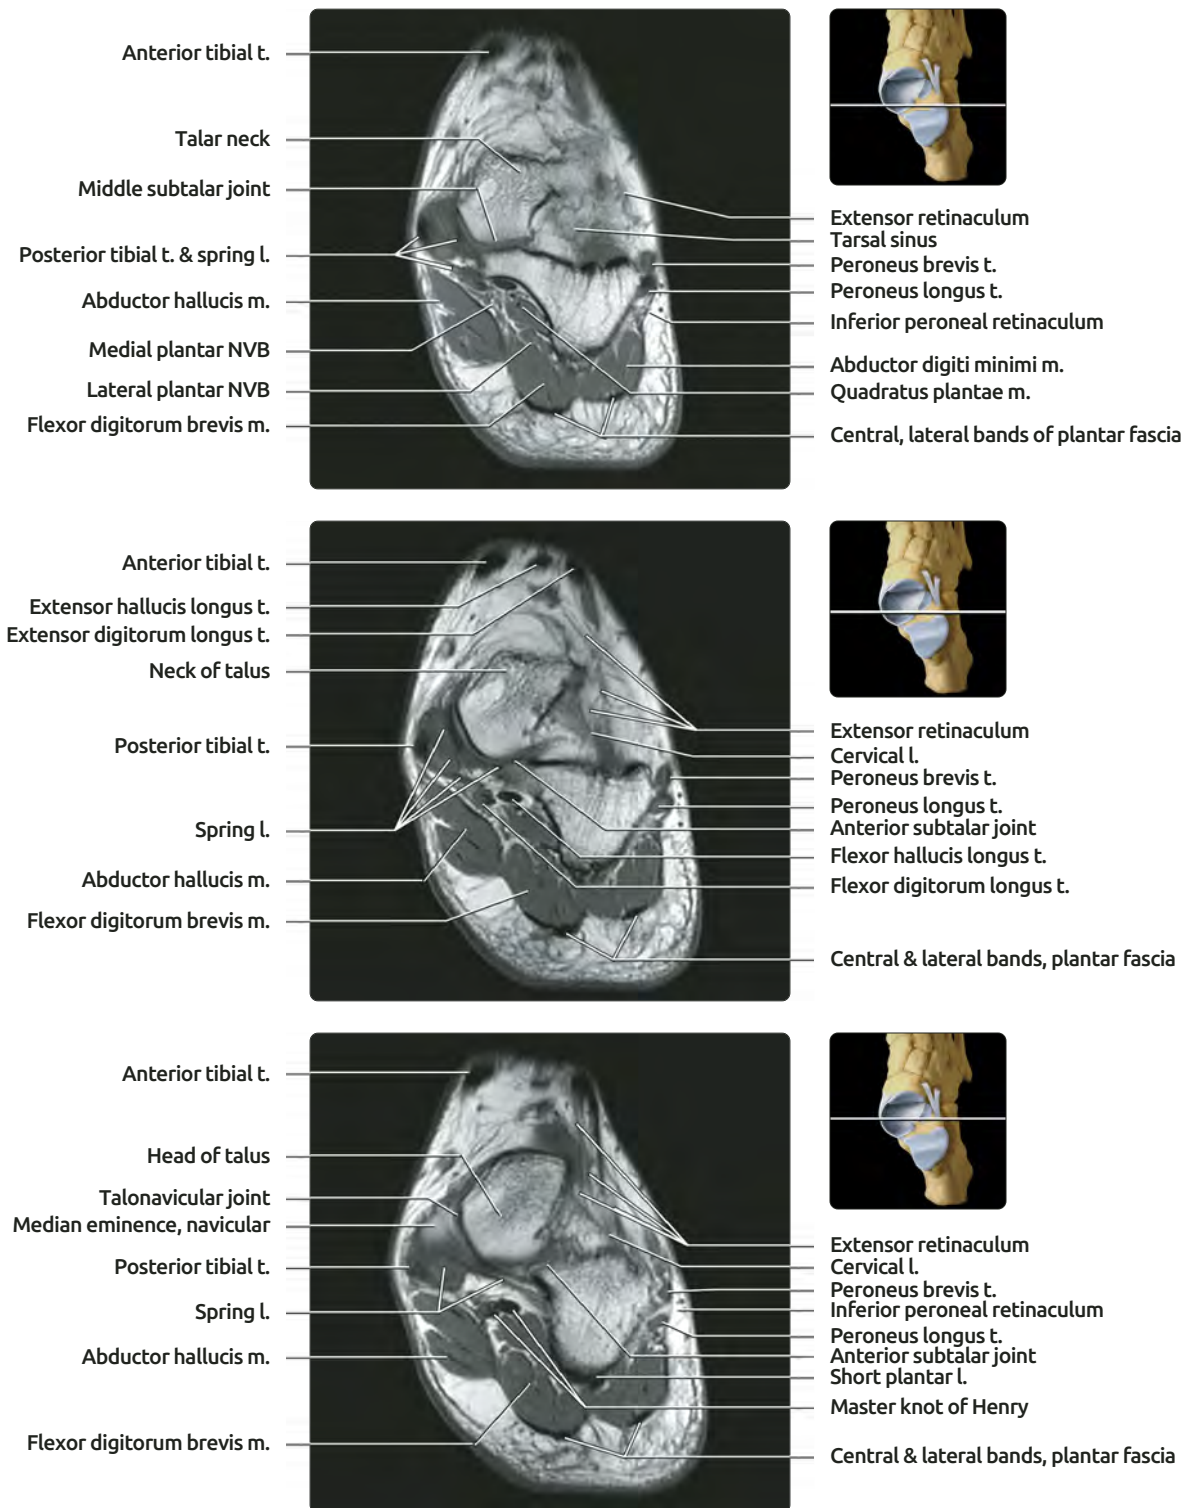 Anterior tibial t.
Talar neck
Middle subtalar joint
Posterior tibial t. & spring l.
Abductor hallucis m.
Medial plantar NVB
Lateral plantar NVB
Flexor digitorum brevis m.
Extensor retinaculum
Tarsal sinus
Peroneus brevis t.
Peroneus longus t.
Inferior peroneal retinaculum
Abductor digiti minimi m.
Quadratus plantae m.
Central, lateral bands of plantar fascia
Anterior tibial t.
Extensor hallucis longus t.
Extensor digitorum longus t.
Neck of talus
Posterior tibial t.
Spring l.
Abductor hallucis m.
Flexor digitorum brevis m.
Extensor retinaculum
Cervical l.
Peroneus brevis t.
Peroneus longus t.
Anterior subtalar joint
Flexor hallucis longus t.
Flexor digitorum longus t.
Central & lateral bands, plantar fascia
Anterior tibial t.
Head of talus
Talonavicular joint
Median eminence, navicular
Posterior tibial t.
Spring l.
Abductor hallucis m.
Flexor digitorum brevis m.
Extensor retinaculum
Cervical l.
Peroneus brevis t.
Inferior peroneal retinaculum
Peroneus longus t.
Anterior subtalar joint
Short plantar l.
Master knot of Henry
Central & lateral bands, plantar fascia